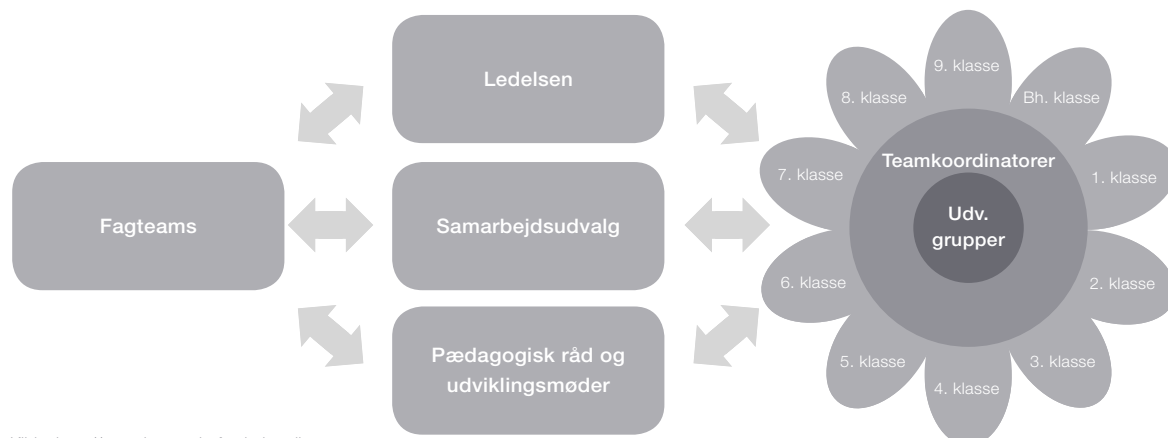 Fagteams
Ledelsen
Samarbejdsudvalg
Pædagogisk råd og
udviklingsmøder
Teamkoordinatorer
Udv.
grupper
9. klasse
Bh. klasse
1. klasse
2. klasse
3. klasse
4. klasse
5. klasse
6. klasse
7. klasse
8. klasse